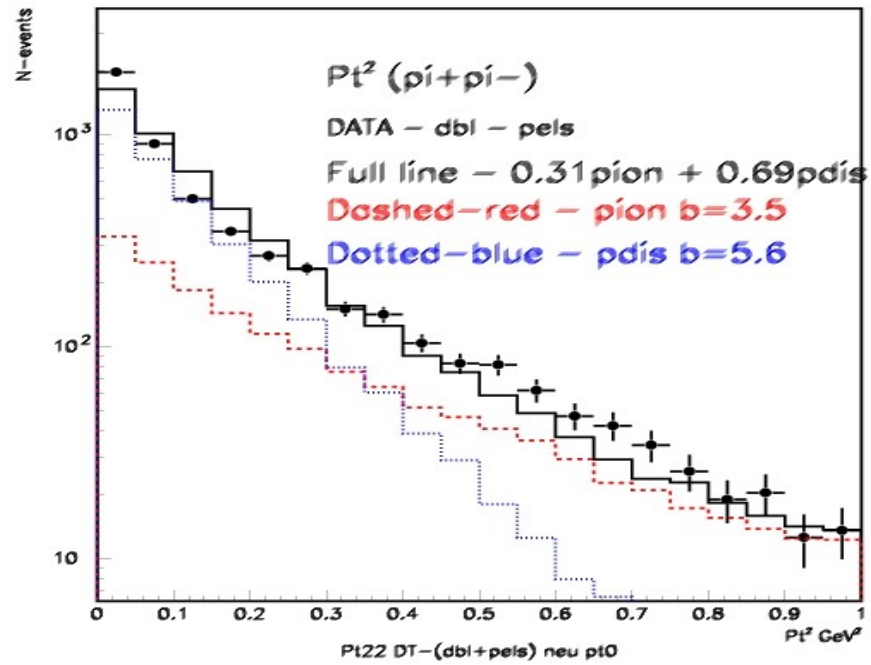 N-events
10³
10²
10
Pt² (pi+pi-)
DATA - dbl - pels
Full line - 0.31pion + 0.69pdis
Dashed-red - pion b=3.5
Dotted-blue - pdis b=5.6
0 0.1 0.2 0.3 0.4 0.5 0.6 0.7 0.8 0.9 1
Pt² GeV²
Pt22 DT-(dbl+pels) neu pt0